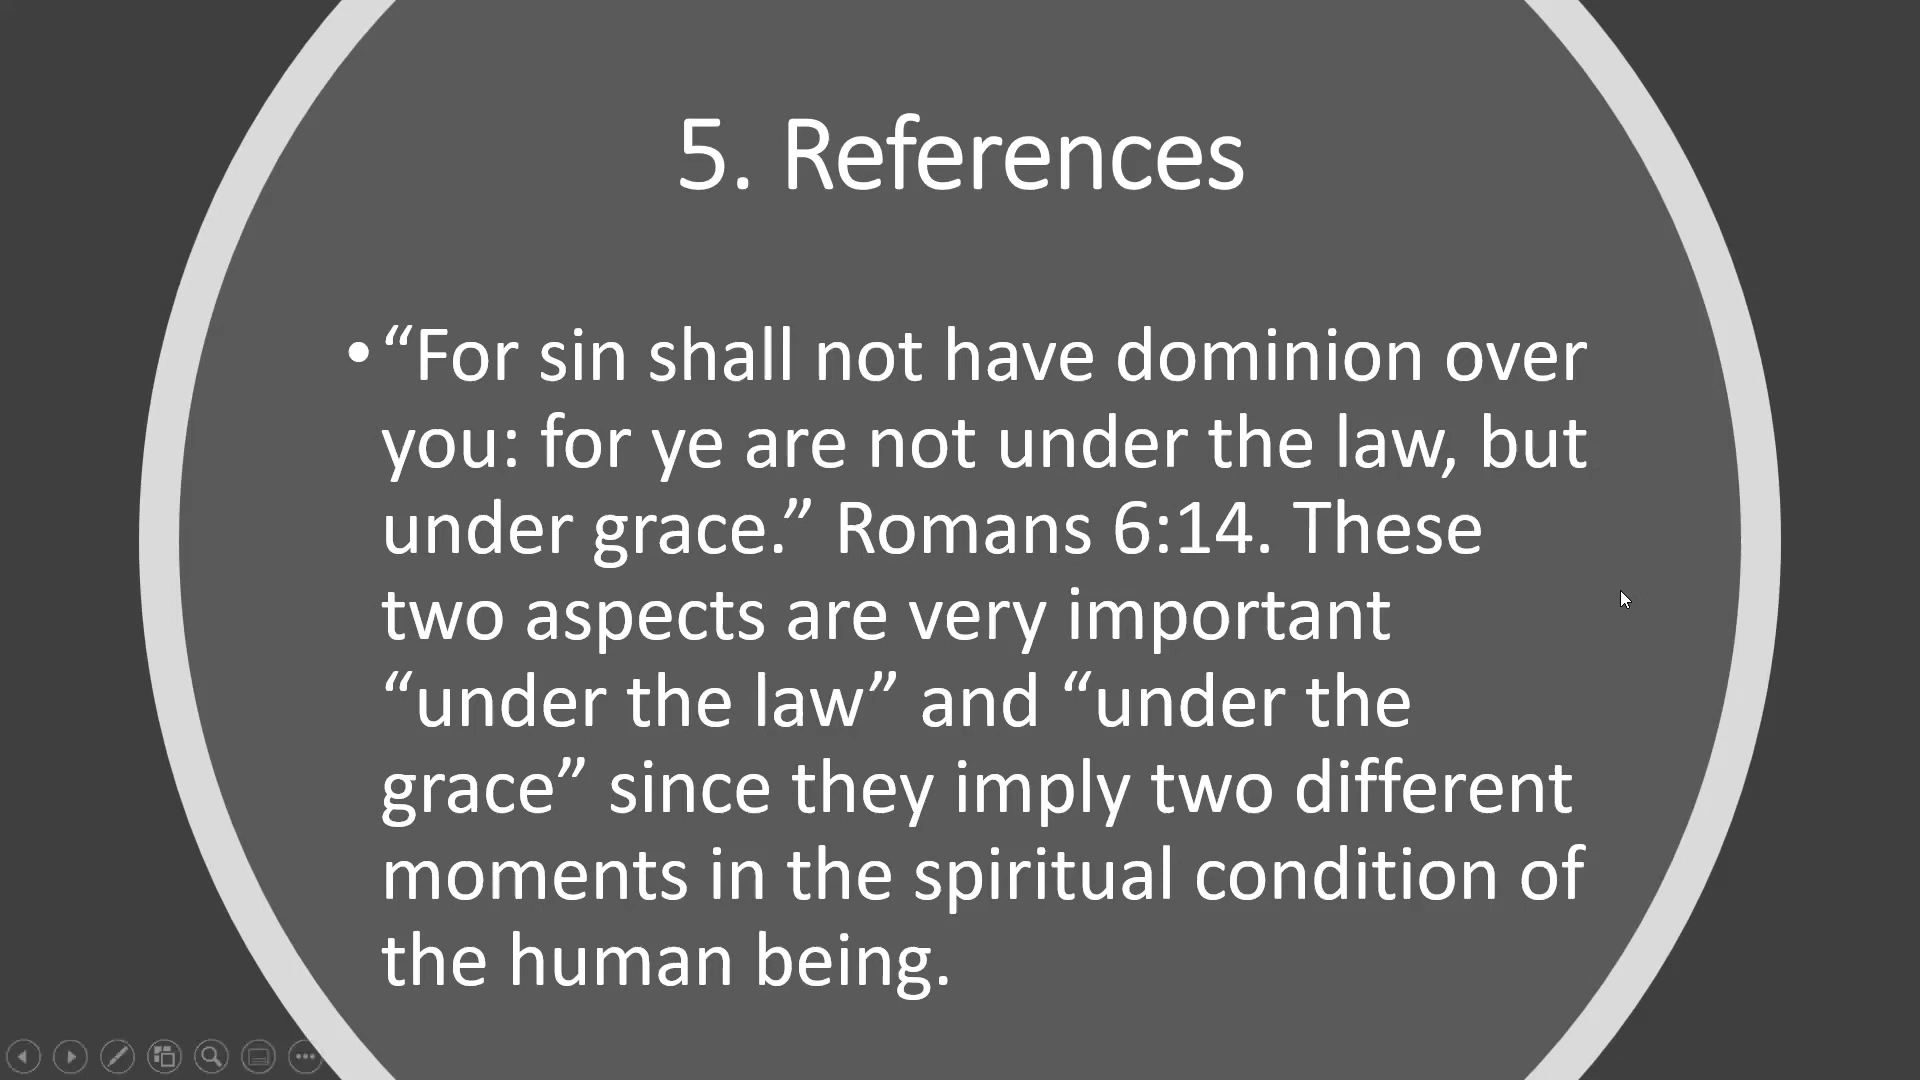 5. References
• “For sin shall not have dominion over
you: for ye are not under the law, but
under grace.” Romans 6:14. These
two aspects are very important
“under the law” and “under the
grace” since they imply two different
moments in the spiritual condition of
the human being.